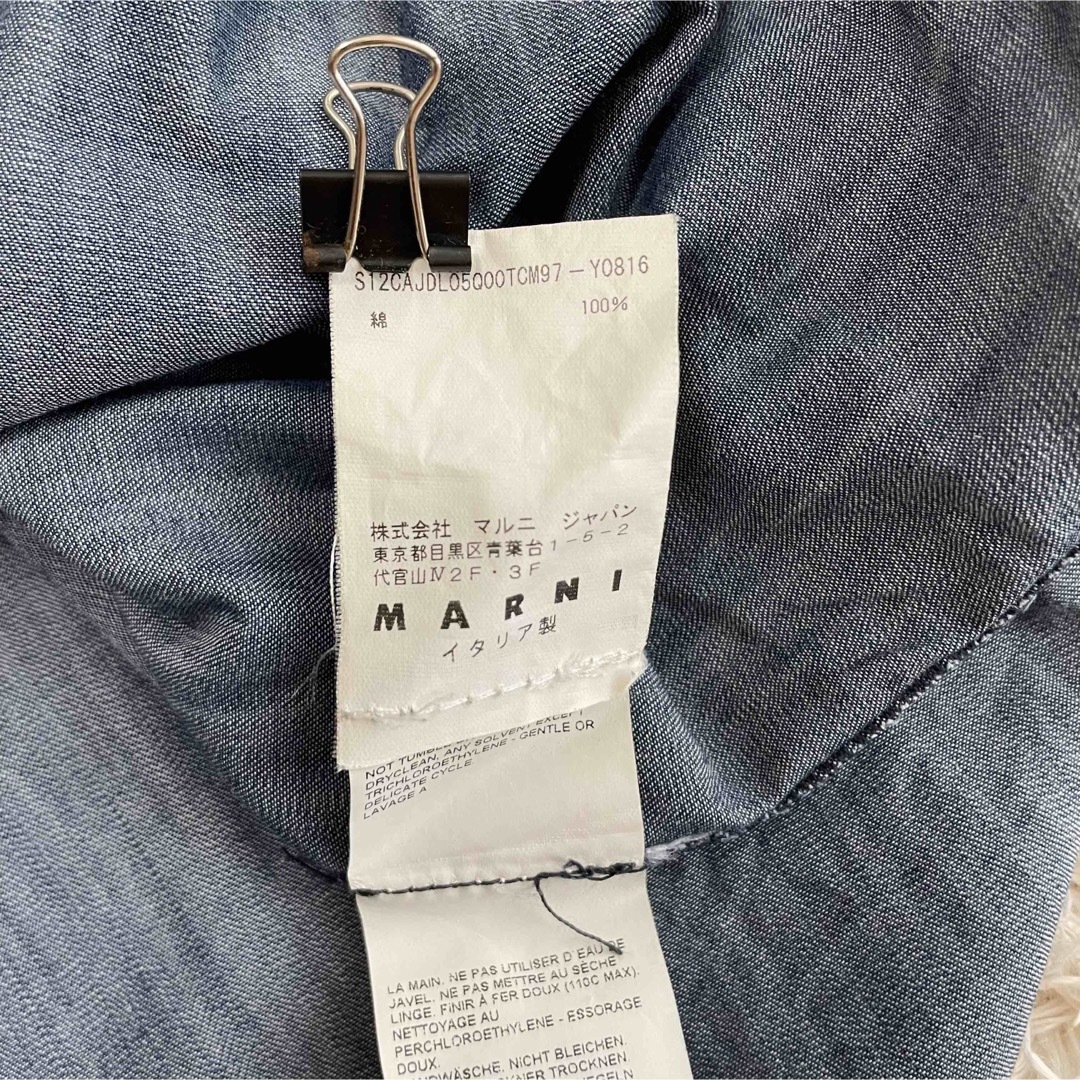 S12CAJDL05Q00TCM97-Y0816
綿 100%
株式会社 マルニ ジャパン
東京都目黒区青葉台1-5-2
代官山Ⅳ2F・3F
MARNI
イタリア製
NOT TUMBLE
DRYCLEAN, ANY SOLVENT EXCEPT
TRICHLOROETHYLENE - GENTLE OR
DELICATE CYCLE.
LAVAGE A
LA MAIN. NE PAS UTILISER D'EAU DE
JAVEL. NE PAS METTRE AU SÈCHE
LINGE. FINIR À FER DOUX (110C MAX).
NETTOYAGE AU
PERCHLOROETHYLENE - ESSORAGE
DOUX.
NICHT BLEICHEN.
TROCKNEN.